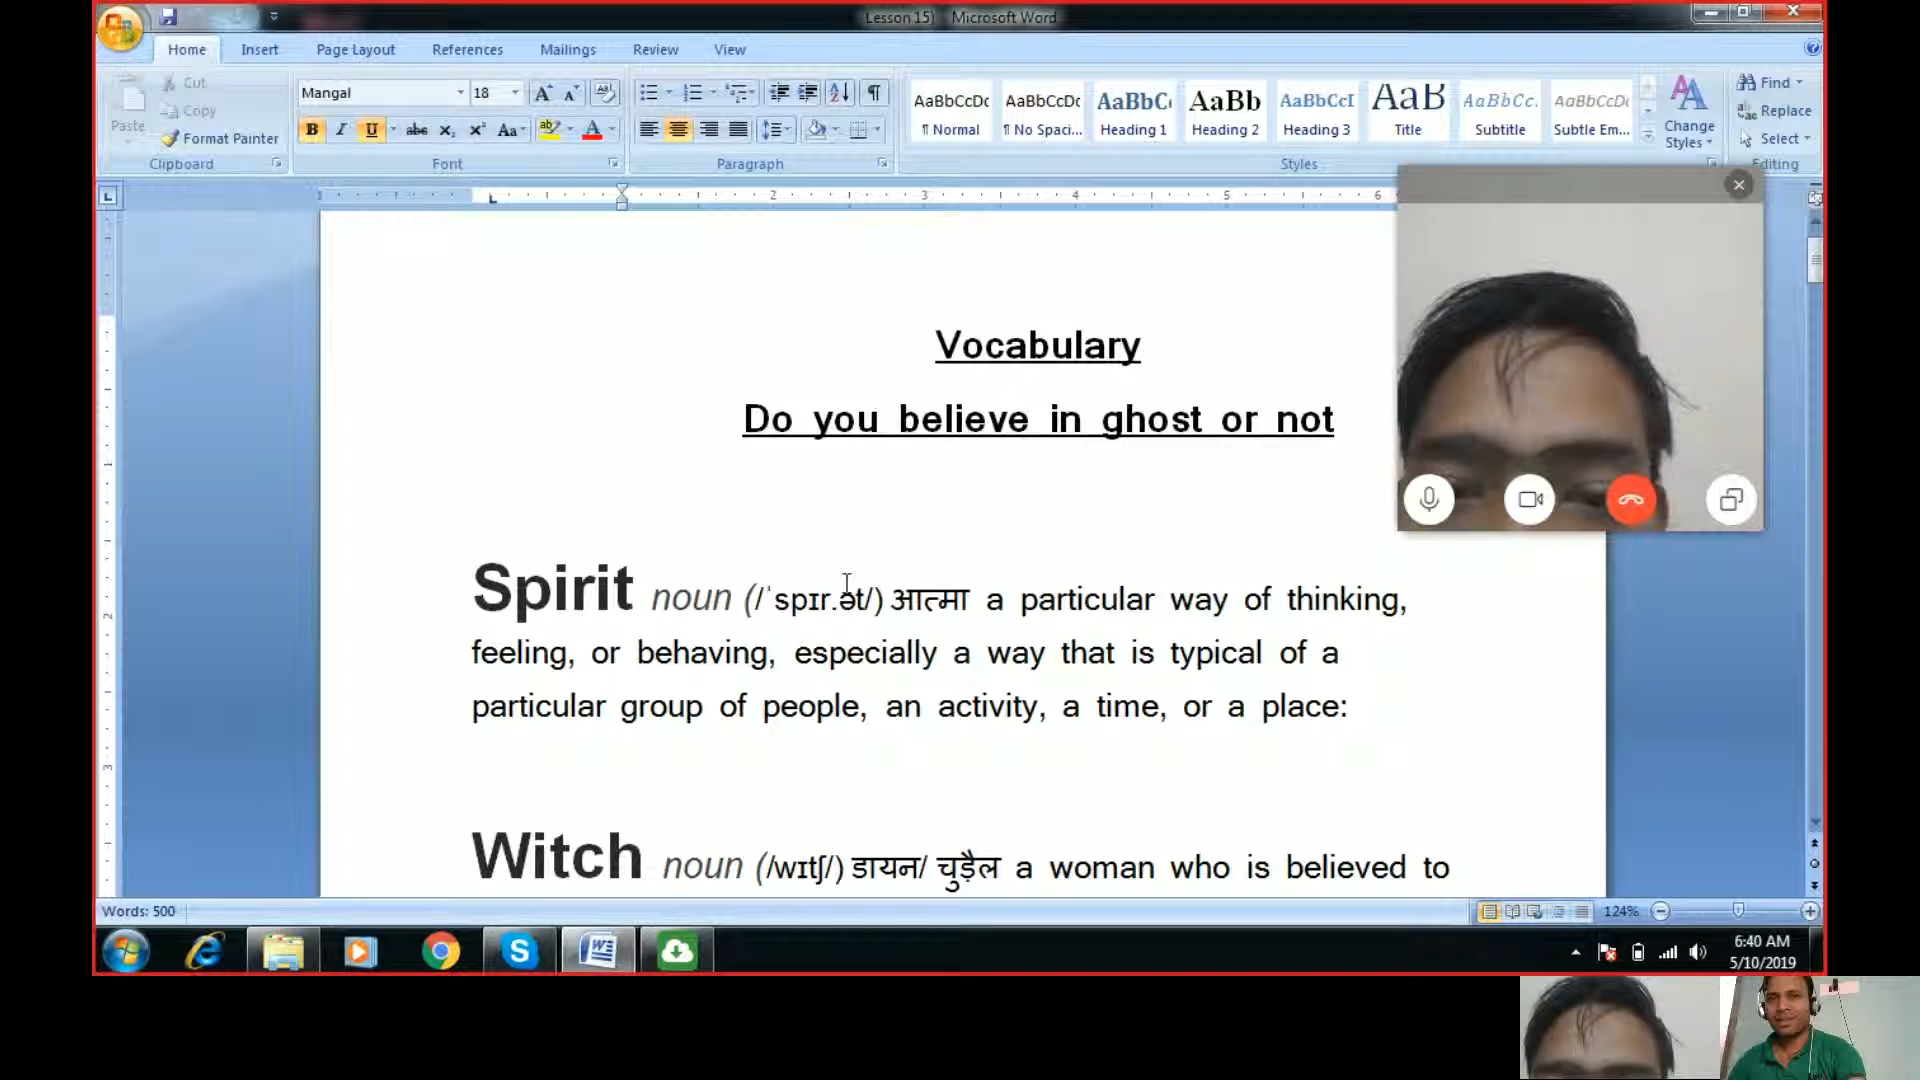 Lesson 15) Microsoft Word
Home Insert Page Layout References Mailings Review View
Paste
Cut
Copy
Format Painter
Clipboard
Mangal 18
Font
Paragraph
AaBbCcDc AaBbCcDc AaBbC AaBb AaBbCcI AaB AaBbCc. AaBbCcDc
¶ Normal ¶ No Spaci... Heading 1 Heading 2 Heading 3 Title Subtitle Subtle Em...
Styles
Change
Styles
Find
Replace
Select
Editing
2 3 4 5 6
Vocabulary
Do you believe in ghost or not
Spirit noun (/ˈspɪr.ət/) आत्मा a particular way of thinking,
feeling, or behaving, especially a way that is typical of a
particular group of people, an activity, a time, or a place:
Witch noun (/wɪtʃ/) डायन/ चुड़ैल a woman who is believed to
Words: 500
124%
6:40 AM
5/10/2019